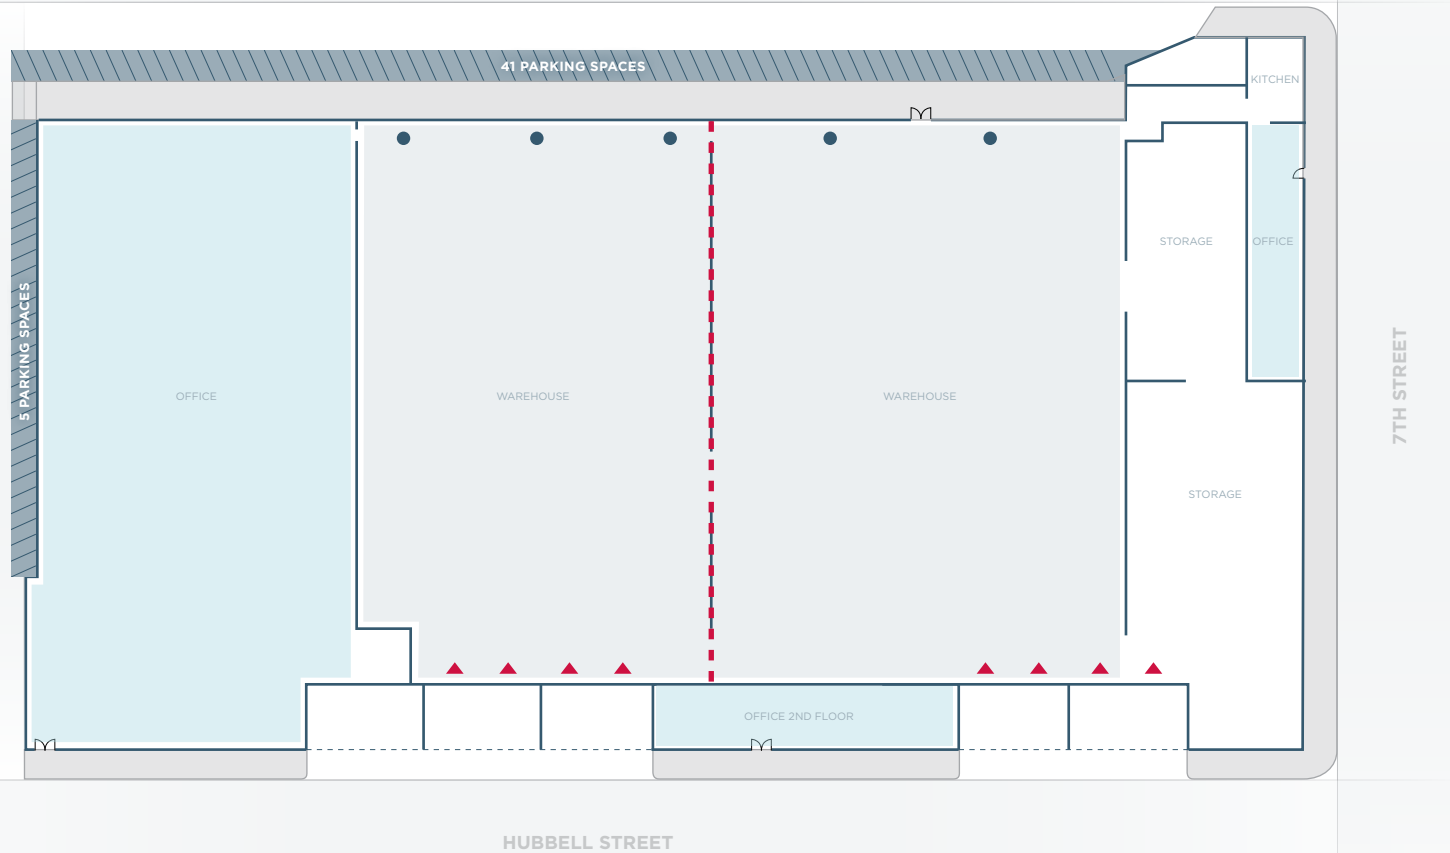 41 PARKING SPACES
KITCHEN
STORAGE
OFFICE
5 PARKING SPACES
OFFICE
WAREHOUSE
WAREHOUSE
7TH STREET
STORAGE
OFFICE 2ND FLOOR
HUBBELL STREET